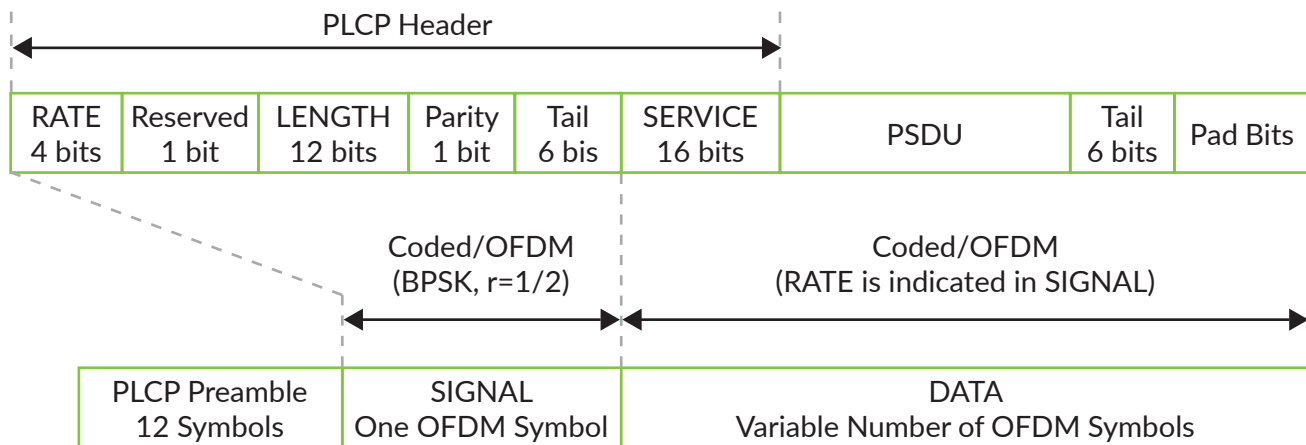 PLCP Header
RATE
4 bits
Reserved
1 bit
LENGTH
12 bits
Parity
1 bit
Tail
6 bis
SERVICE
16 bits
PSDU
Tail
6 bits
Pad Bits
Coded/OFDM
(BPSK, r=1/2)
Coded/OFDM
(RATE is indicated in SIGNAL)
PLCP Preamble
12 Symbols
SIGNAL
One OFDM Symbol
DATA
Variable Number of OFDM Symbols